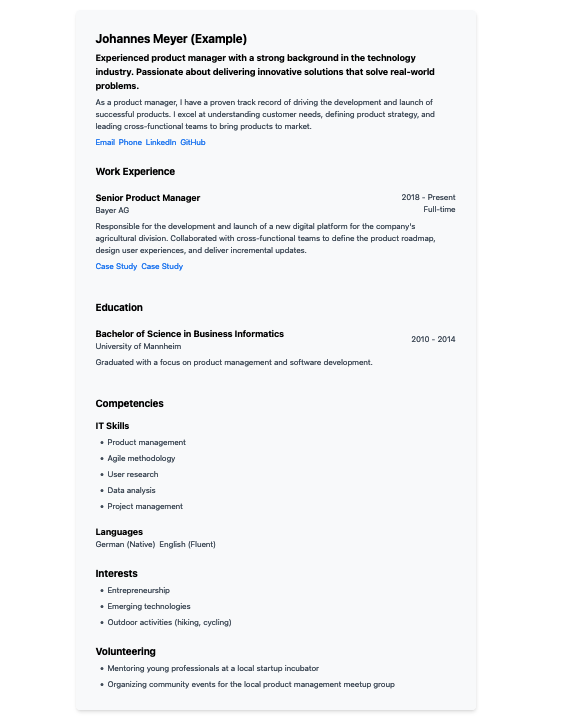 Johannes Meyer (Example)
Experienced product manager with a strong background in the technology
industry. Passionate about delivering innovative solutions that solve real-world
problems.
As a product manager, I have a proven track record of driving the development and launch of
successful products. I excel at understanding customer needs, defining product strategy, and
leading cross-functional teams to bring products to market.
Email Phone LinkedIn GitHub
Work Experience
Senior Product Manager 2018 - Present
Bayer AG Full-time
Responsible for the development and launch of a new digital platform for the company's
agricultural division. Collaborated with cross-functional teams to define the product roadmap,
design user experiences, and deliver incremental updates.
Case Study Case Study
Education
Bachelor of Science in Business Informatics 2010 - 2014
University of Mannheim
Graduated with a focus on product management and software development.
Competencies
IT Skills
• Product management
• Agile methodology
• User research
• Data analysis
• Project management
Languages
German (Native) English (Fluent)
Interests
• Entrepreneurship
• Emerging technologies
• Outdoor activities (hiking, cycling)
Volunteering
• Mentoring young professionals at a local startup incubator
• Organizing community events for the local product management meetup group